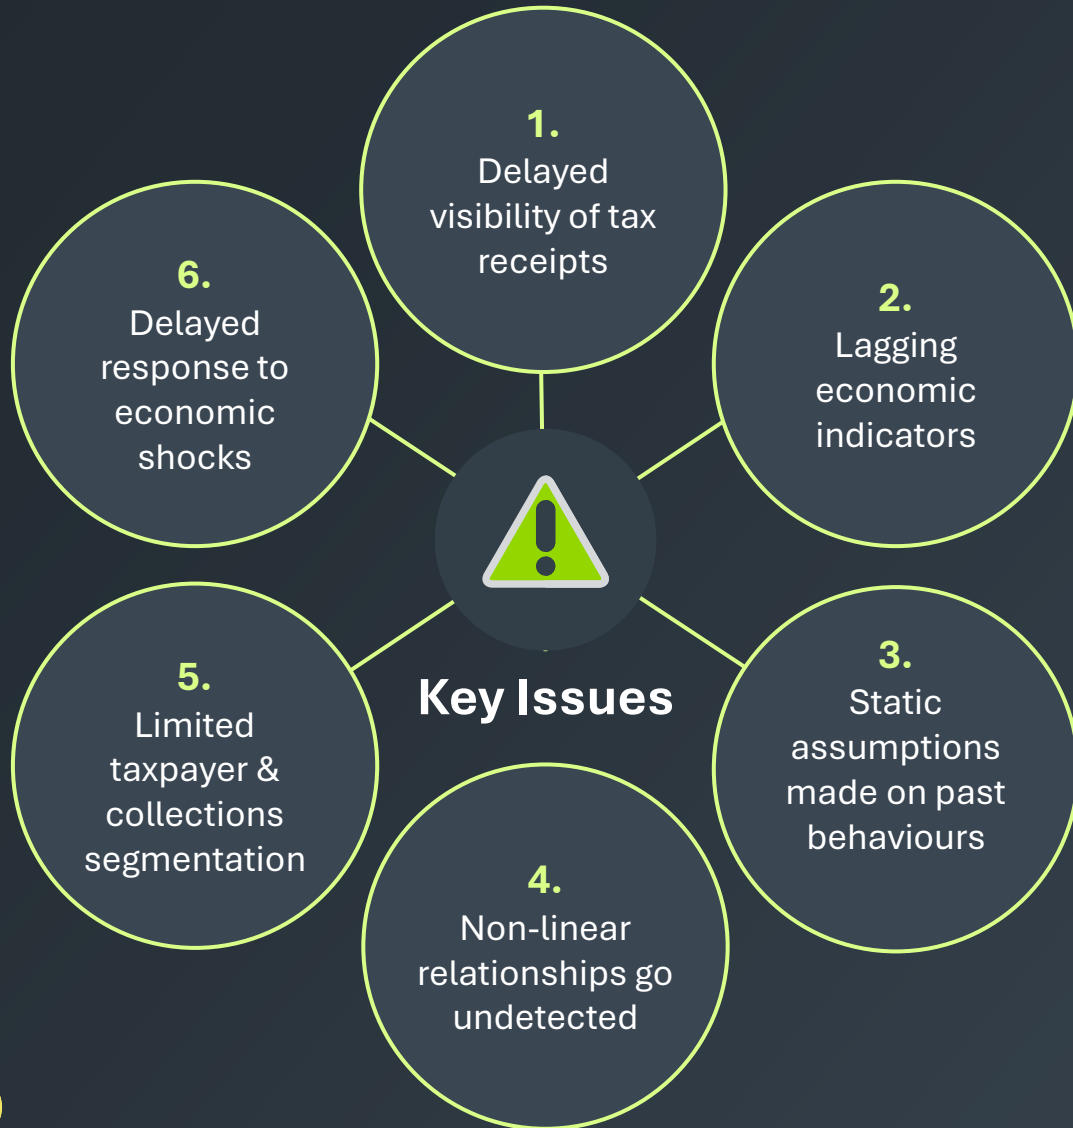 1.
Delayed
visibility of tax
receipts
2.
Lagging
economic
indicators
3.
Static
assumptions
made on past
behaviours
4.
Non-linear
relationships go
undetected
5.
Limited
taxpayer &
collections
segmentation
6.
Delayed
response to
economic
shocks
Key Issues